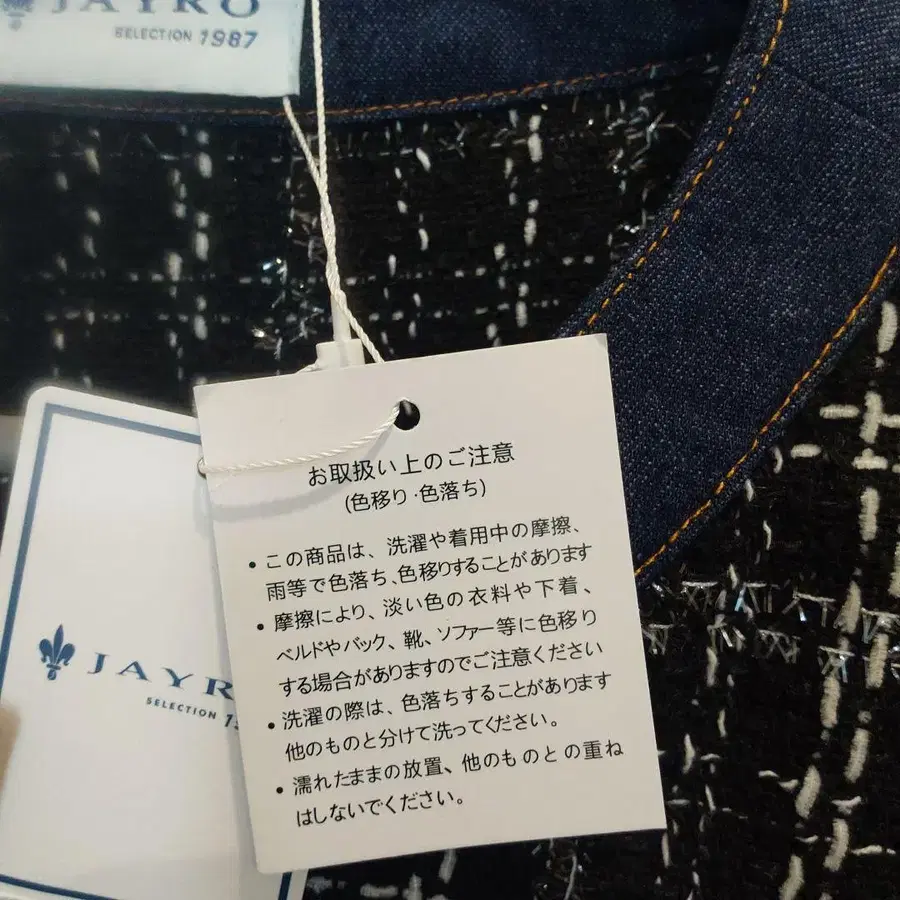 JAYRO
SELECTION 1987
お取扱い上のご注意
(色移り·色落ち)
• この商品は、洗濯や着用中の摩擦、
雨等で色落ち、色移りすることがあります
• 摩擦により、淡い色の衣料や下着、
ベルドやバック、靴、ソファー等に色移り
する場合がありますのでご注意ください
• 洗濯の際は、色落ちすることがあります
他のものと分けて洗ってください。
• 濡れたままの放置、他のものとの重ね
はしないでください。
JAYR
SELECTION